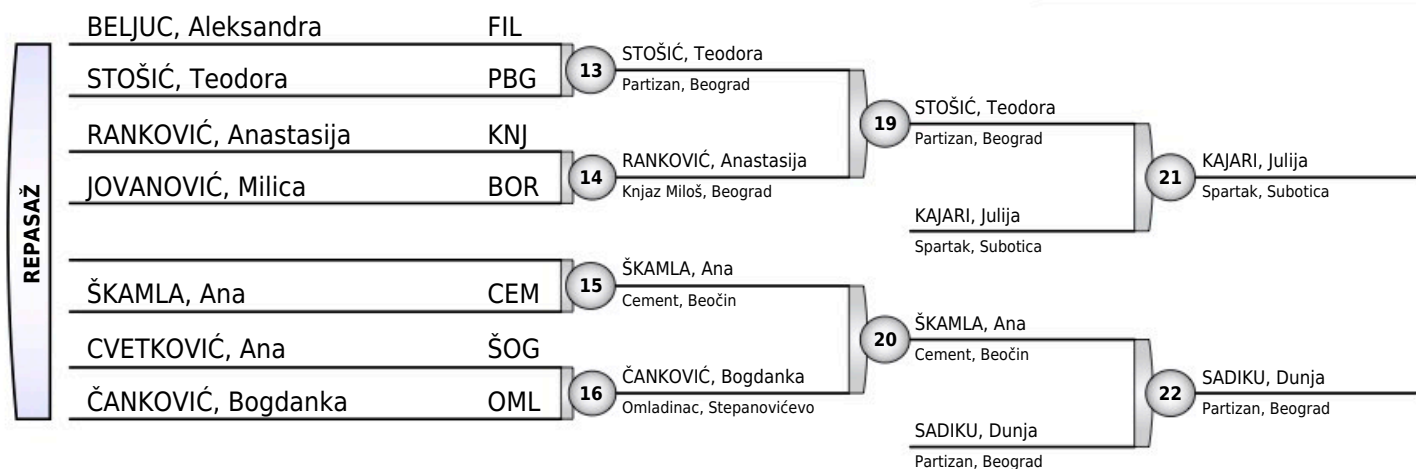 REPASAŽ
BELJUC, Aleksandra FIL
STOŠIĆ, Teodora PBG
RANKOVIĆ, Anastasija KNJ
JOVANOVIĆ, Milica BOR
ŠKAMLA, Ana CEM
CVETKOVIĆ, Ana ŠOG
ČANKOVIĆ, Bogdanka OML
13
STOŠIĆ, Teodora
Partizan, Beograd
14
RANKOVIĆ, Anastasija
Knjaz Miloš, Beograd
15
ŠKAMLA, Ana
Cement, Beočin
16
ČANKOVIĆ, Bogdanka
Omladinac, Stepanovićevo
19
STOŠIĆ, Teodora
Partizan, Beograd
KAJARI, Julija
Spartak, Subotica
20
ŠKAMLA, Ana
Cement, Beočin
SADIKU, Dunja
Partizan, Beograd
21
KAJARI, Julija
Spartak, Subotica
22
SADIKU, Dunja
Partizan, Beograd